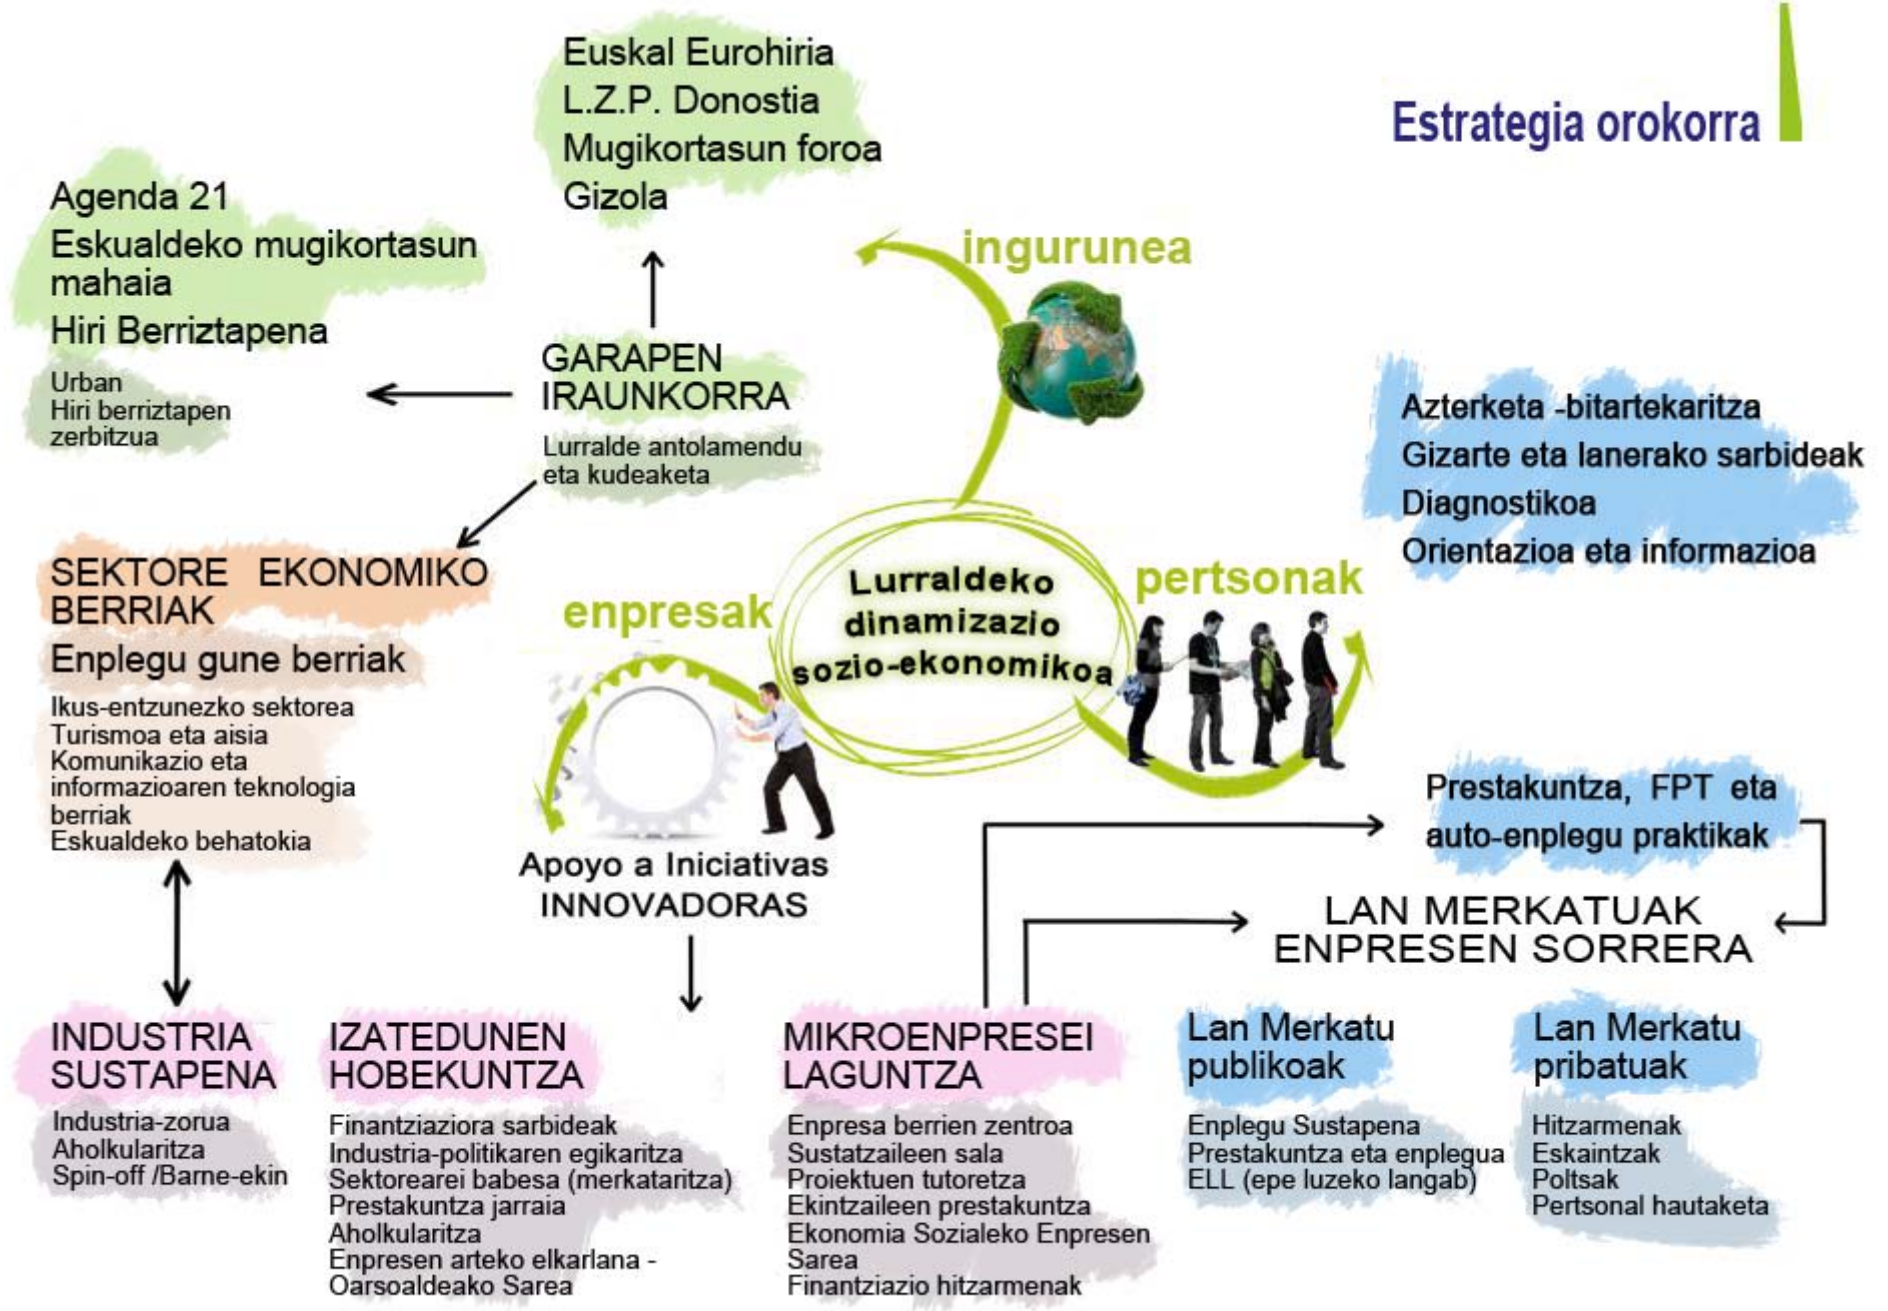 Estrategia orokorra
Euskal Eurohiria
L.Z.P. Donostia
Mugikortasun foroa
Gizola
Agenda 21
Eskualdeko mugikortasun
mahaia
Hiri Berriztapena
Urban
Hiri berriztapen
zerbitzua
GARAPEN
IRAUNKORRA
Lurralde antolamendu
eta kudeaketa
ingurunea
Azterketa -bitartekaritza
Gizarte eta lanerako sarbideak
Diagnostikoa
Orientazioa eta informazioa
SEKTORE EKONOMIKO
BERRIAK
Enplegu gune berriak
Ikus-entzunezko sektorea
Turismoa eta aisia
Komunikazio eta
informazioaren teknologia
berriak
Eskualdeko behatokia
enpresak
Lurraldeko
dinamizazio
sozio-ekonomikoa
pertsonak
Apoyo a Iniciativas
INNOVADORAS
Prestakuntza, FPT eta
auto-enplegu praktikak
LAN MERKATUAK
ENPRESEN SORRERA
INDUSTRIA
SUSTAPENA
Industria-zorua
Aholkularitza
Spin-off /Barne-ekin
IZATEDUNEN
HOBEKUNTZA
Finantziaziora sarbideak
Industria-politikaren egikaritza
Sektorearei babesa (merkataritza)
Prestakuntza jarraia
Aholkularitza
Enpresen arteko elkarlana -
Oarsoaldeako Sarea
MIKROENPRESEI
LAGUNTZA
Enpresa berrien zentroa
Sustatzaileen sala
Proiektuen tutoretza
Ekintzaileen prestakuntza
Ekonomia Sozialeko Enpresen
Sarea
Finantziazio hitzarmenak
Lan Merkatu
publikoak
Enplegu Sustapena
Prestakuntza eta enplegua
ELL (epe luzeko langab)
Lan Merkatu
pribatuak
Hitzarmenak
Eskaintzak
Poltsak
Pertsonal hautaketa